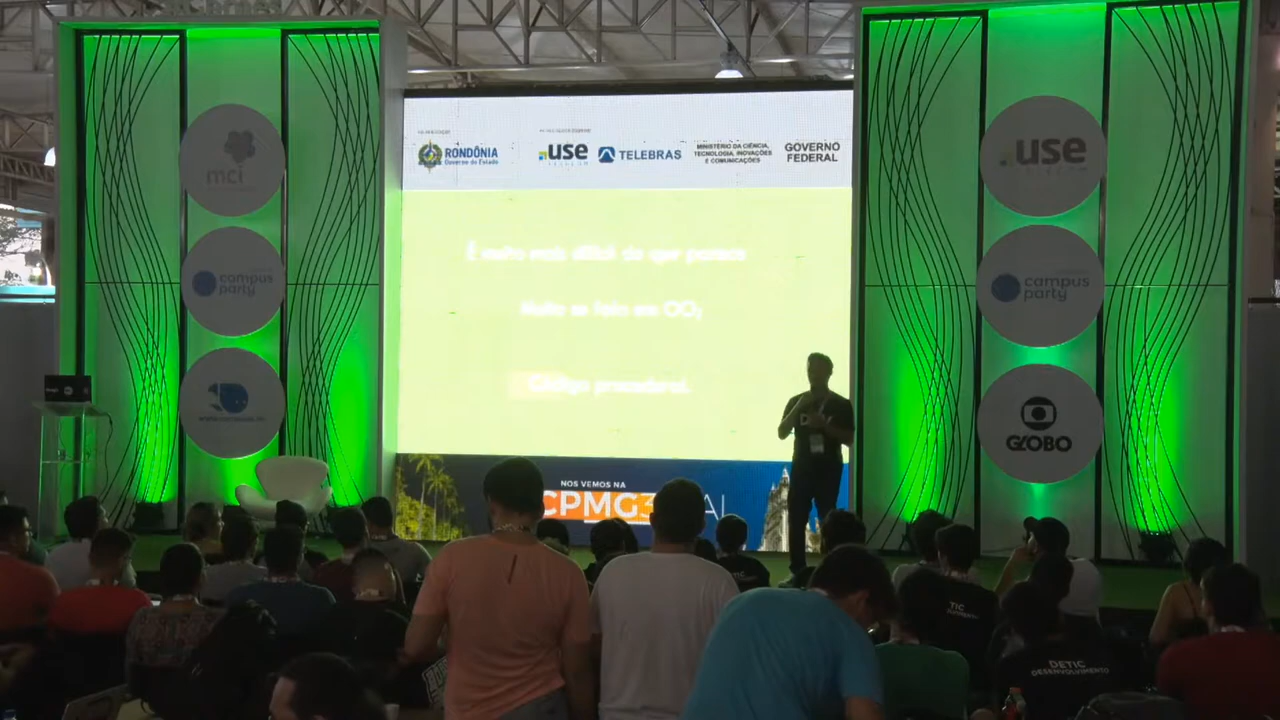 mci
campus
party
RONDÔNIA
Governo do Estado
.use
TELECOM
TELEBRAS
MINISTÉRIO DA CIÊNCIA,
TECNOLOGIA, INOVAÇÕES
E COMUNICAÇÕES
GOVERNO
FEDERAL
É muito mais difícil do que parece
Muito se fala em OO,
Código procedural.
NOS VEMOS NA
CPMG3
.use
campus
party
GLOBO
TIC
DETIC
DESENVOLVIMENTO